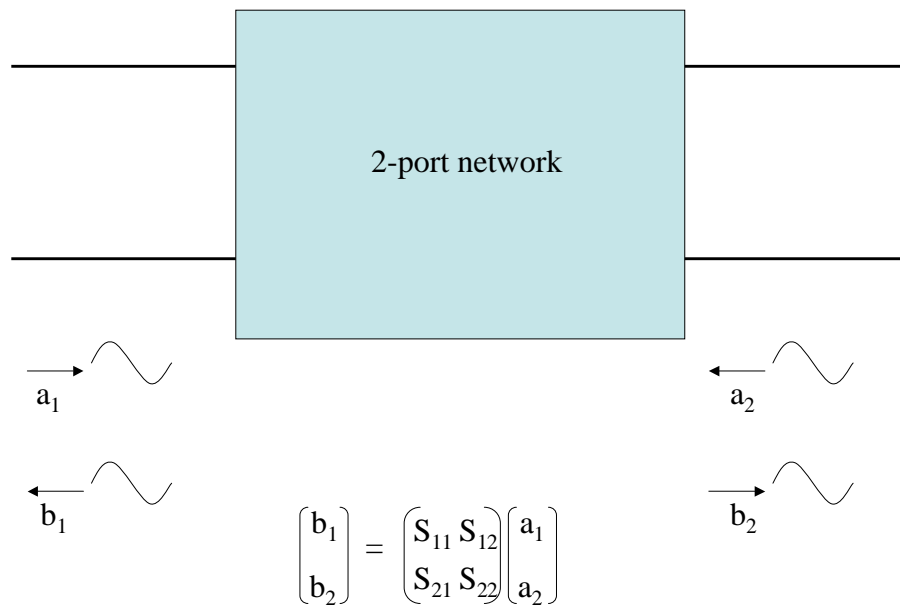 2-port network
a₁ a₂
b₁ b₂
b₁ = S₁₁ S₁₂ a₁
b₂ S₂₁ S₂₂ a₂